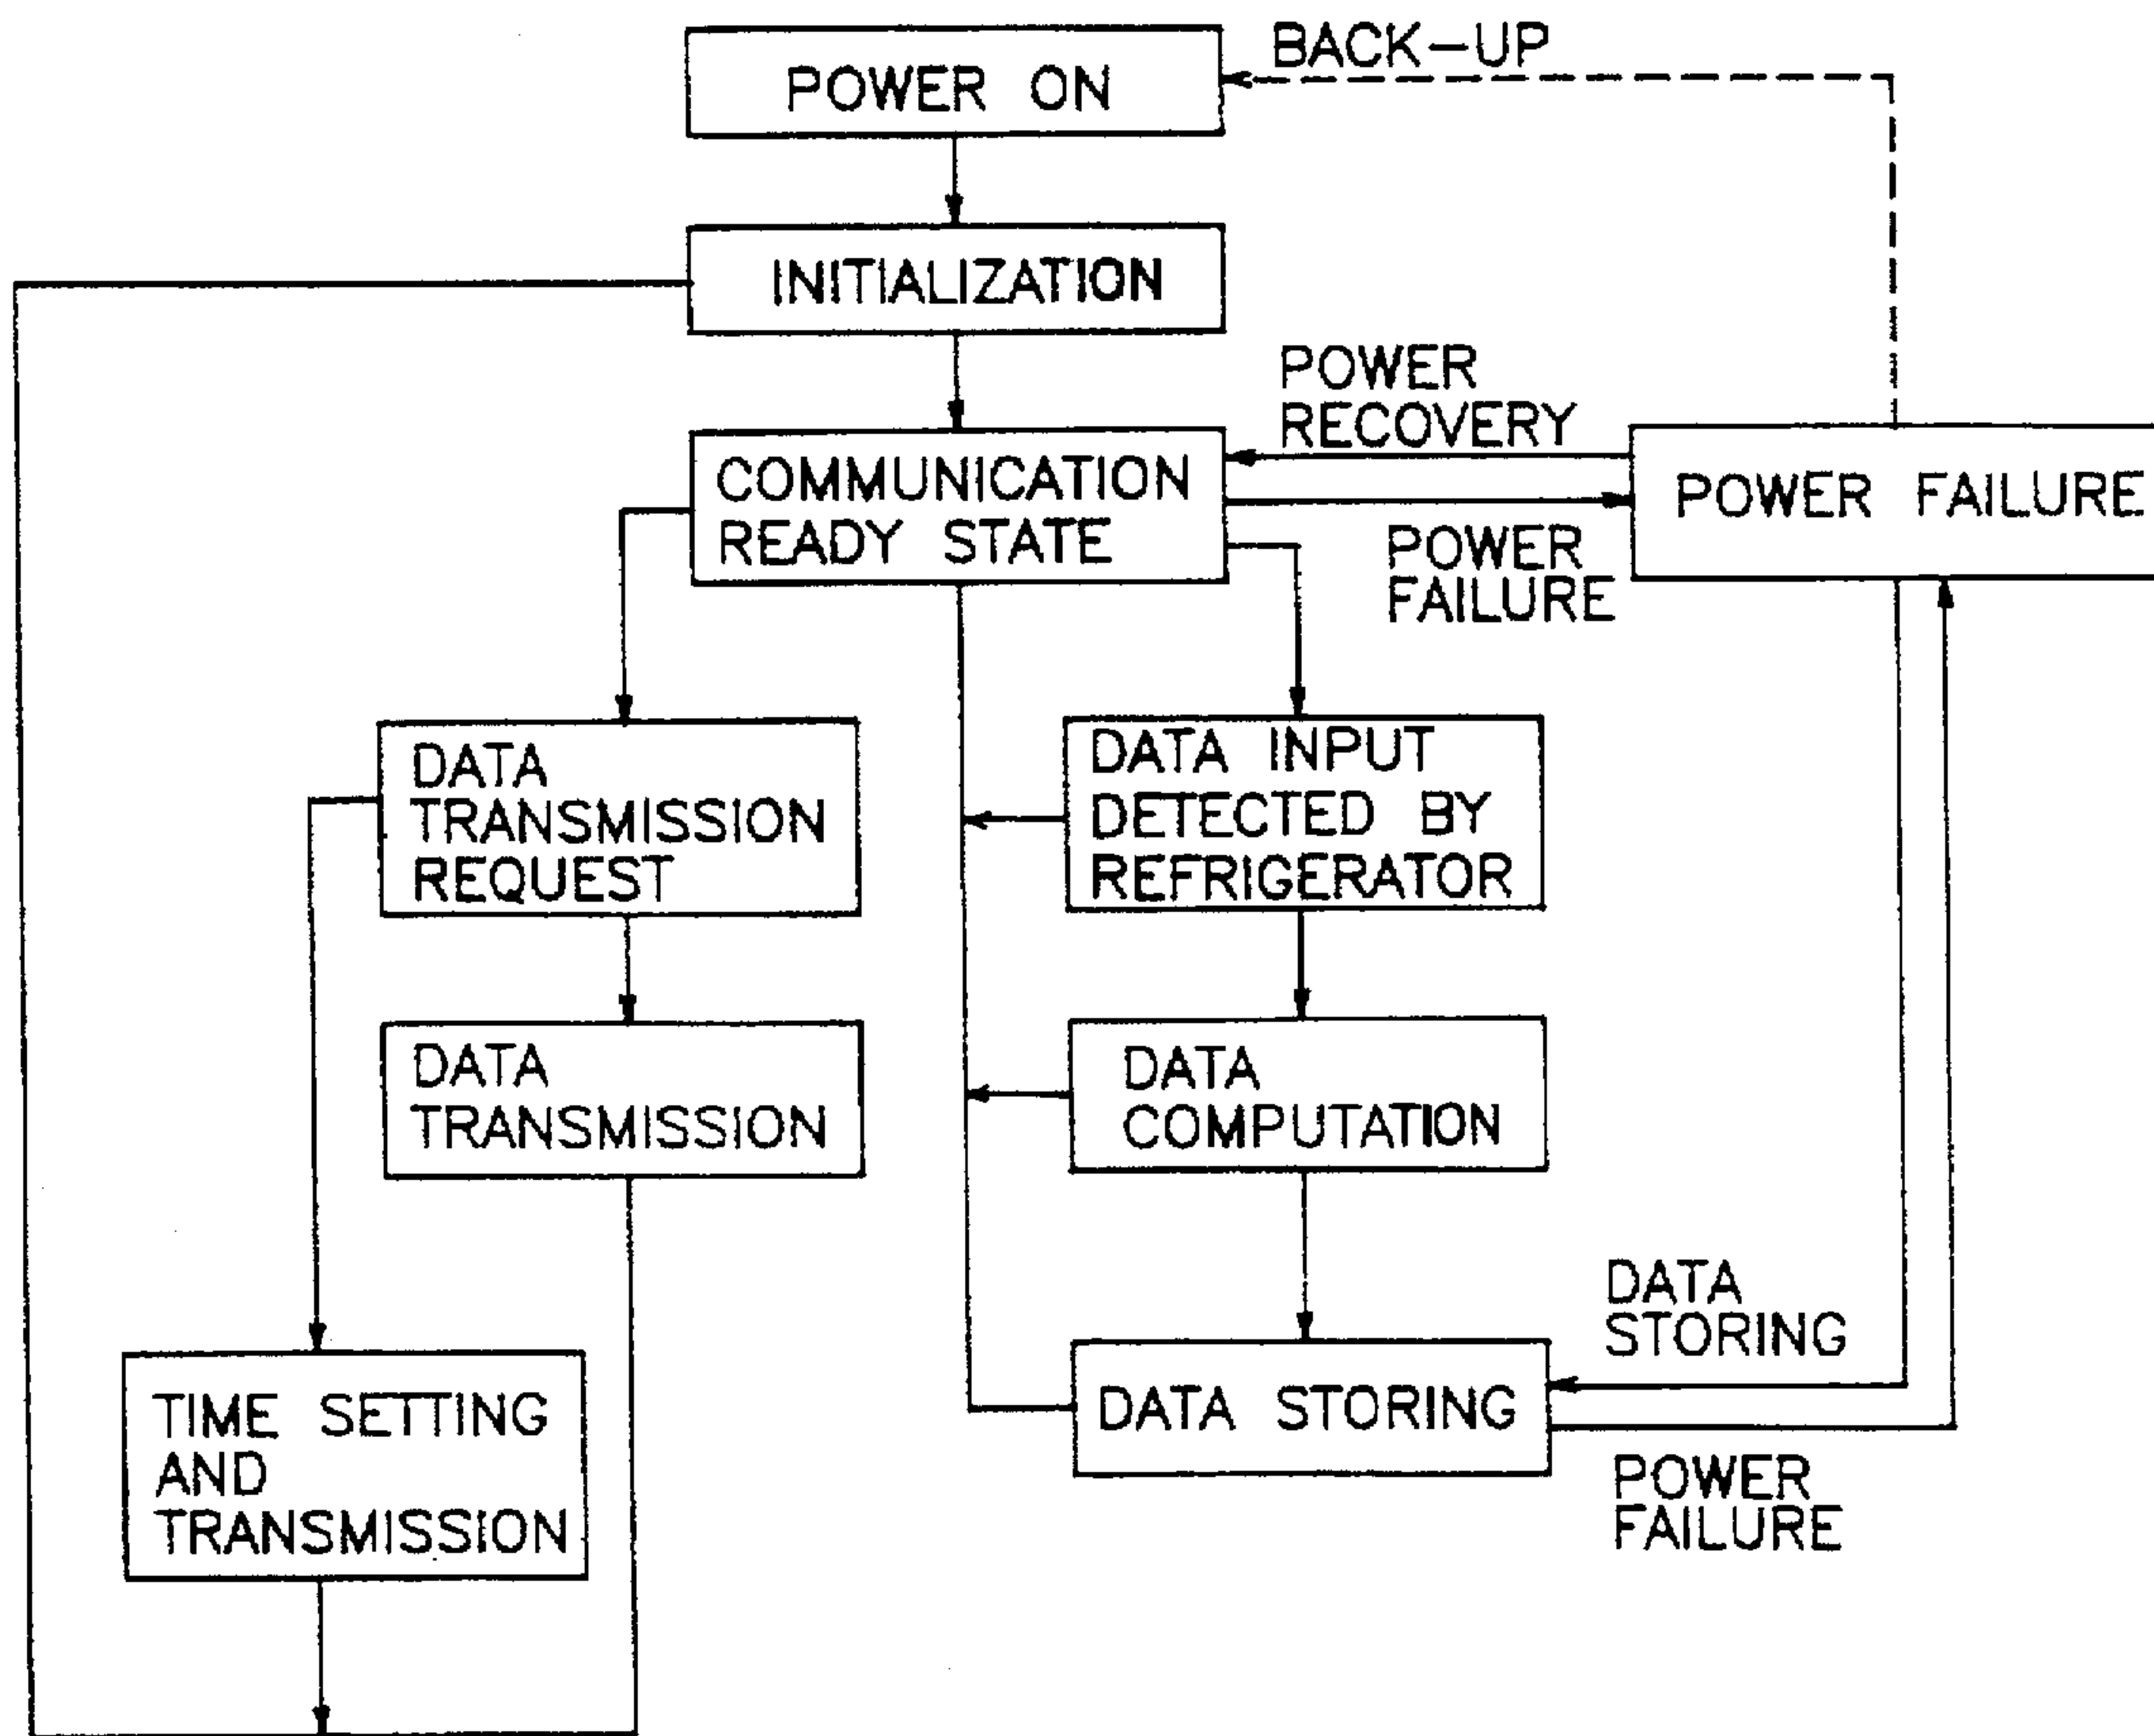 BACK-UP
POWER ON
INITIALIZATION
POWER
RECOVERY
COMMUNICATION
READY STATE
POWER FAILURE
POWER
FAILURE
DATA
TRANSMISSION
REQUEST
DATA INPUT
DETECTED BY
REFRIGERATOR
DATA
TRANSMISSION
DATA
COMPUTATION
DATA
STORING
TIME SETTING
AND
TRANSMISSION
DATA STORING
POWER
FAILURE